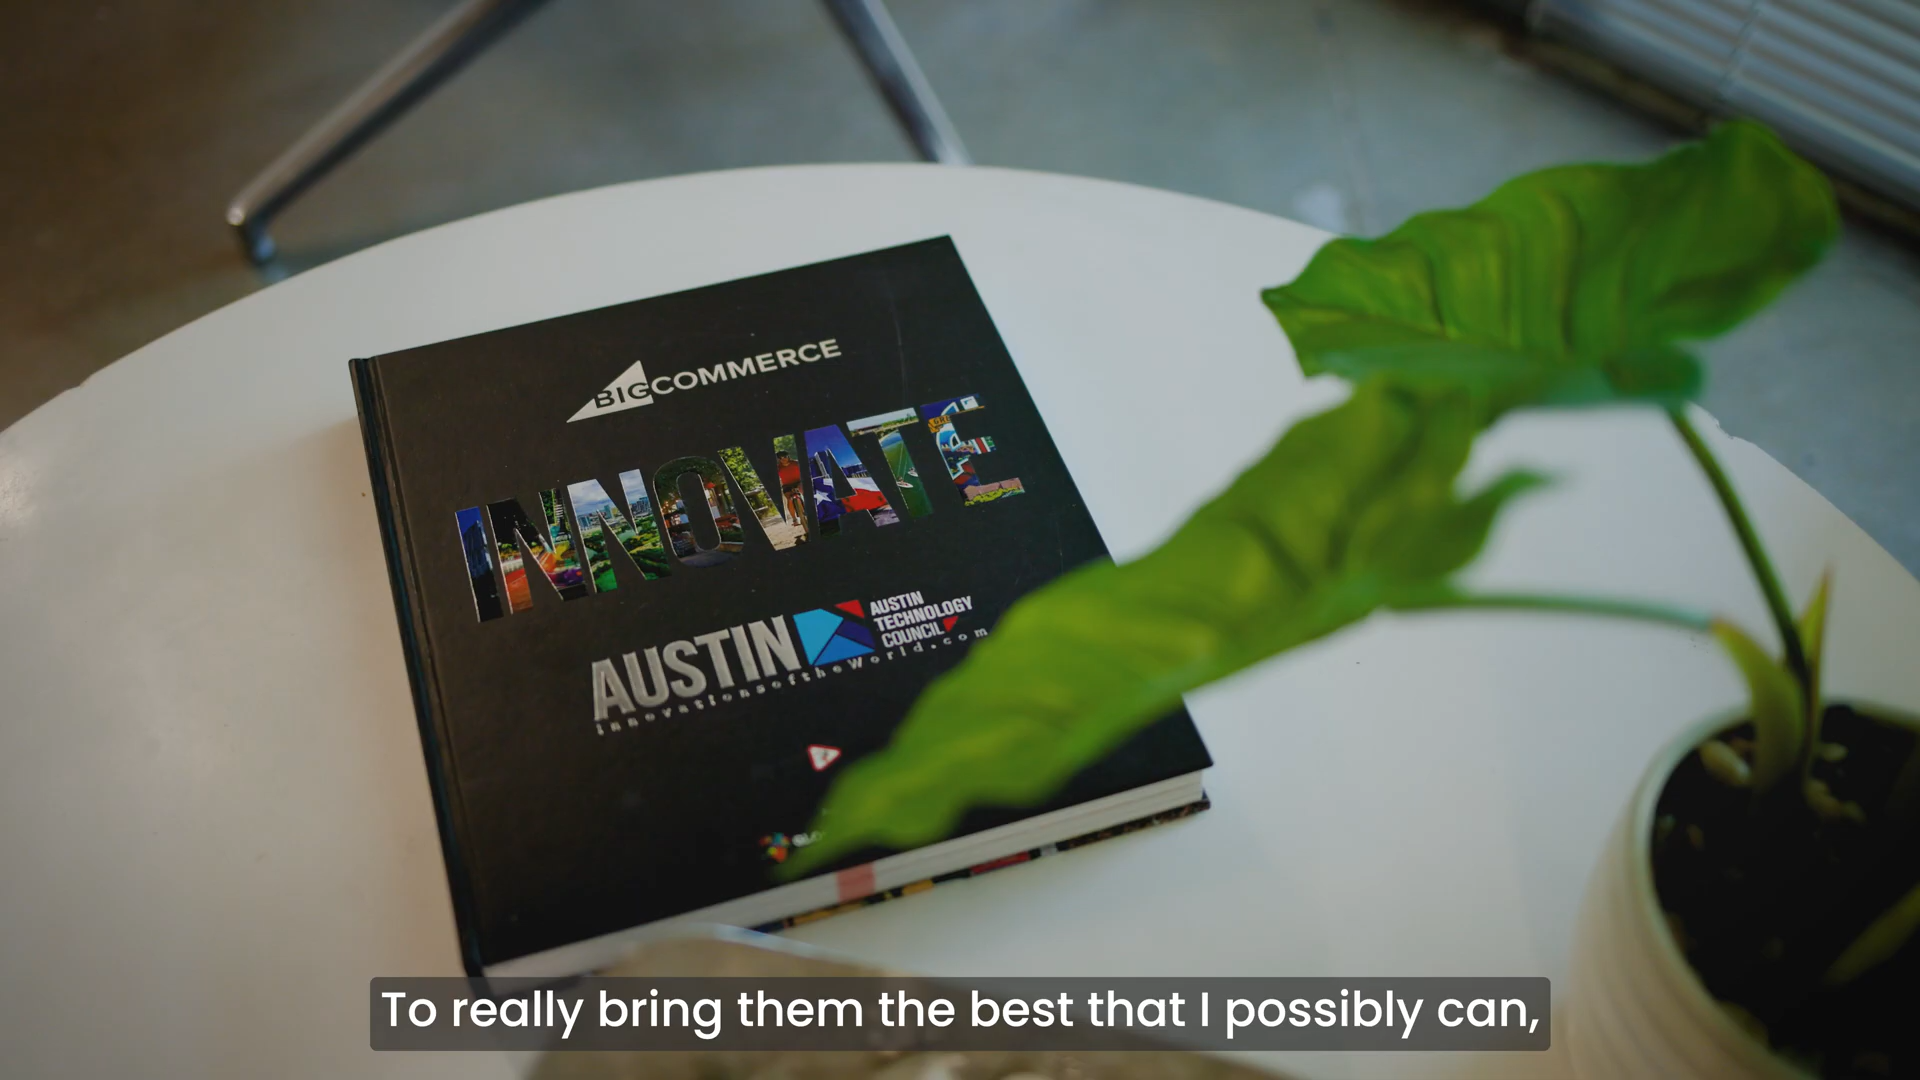 BIGCOMMERCE
INNOVATE
AUSTIN
AUSTIN
TECHNOLOGY
COUNCIL
innovationsoftheworld.com
To really bring them the best that I possibly can,